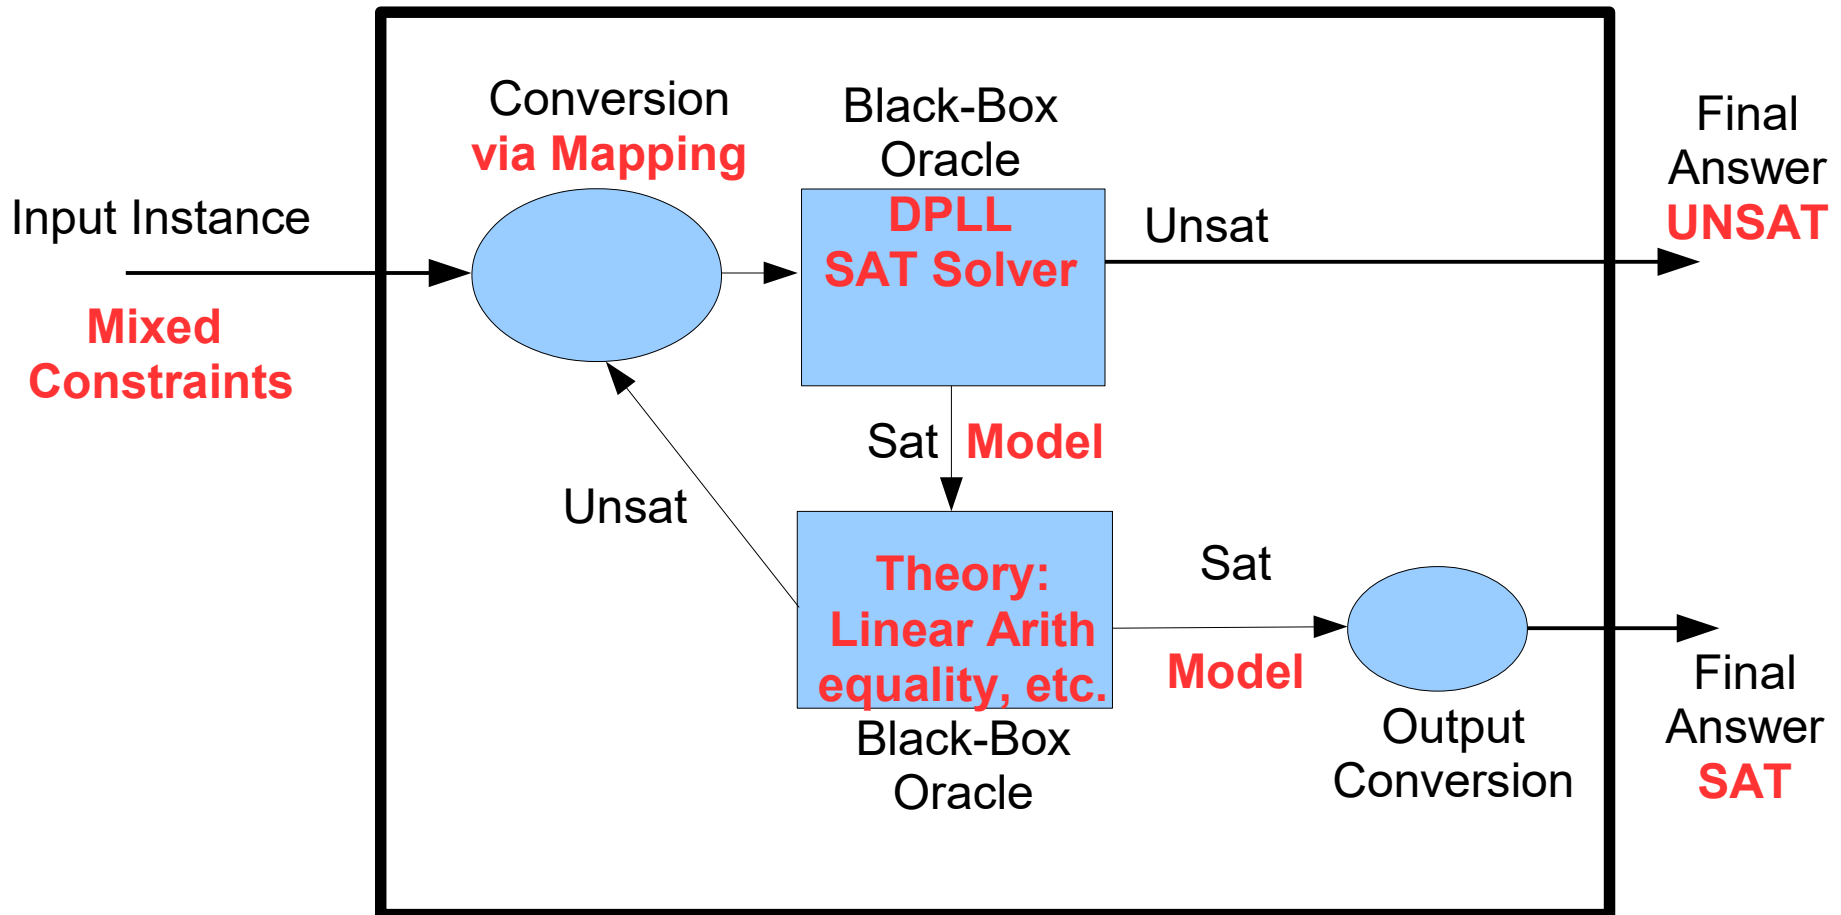 Input Instance
Mixed
Constraints
Conversion
via Mapping
Black-Box
Oracle
DPLL
SAT Solver
Unsat
Final
Answer
UNSAT
Sat Model
Unsat
Theory:
Linear Arith
equality, etc.
Black-Box
Oracle
Sat
Model
Output
Conversion
Final
Answer
SAT